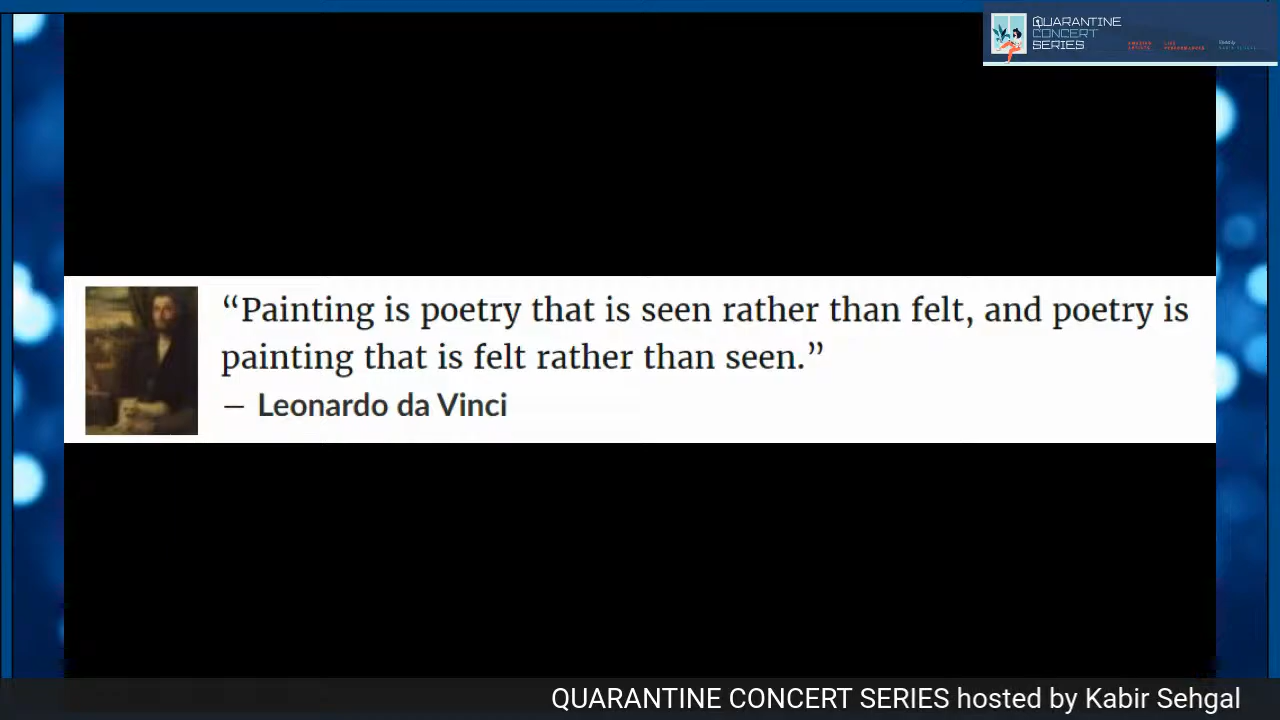 QUARANTINE
CONCERT
SERIES
“Painting is poetry that is seen rather than felt, and poetry is
painting that is felt rather than seen.”
– Leonardo da Vinci
QUARANTINE CONCERT SERIES hosted by Kabir Sehgal